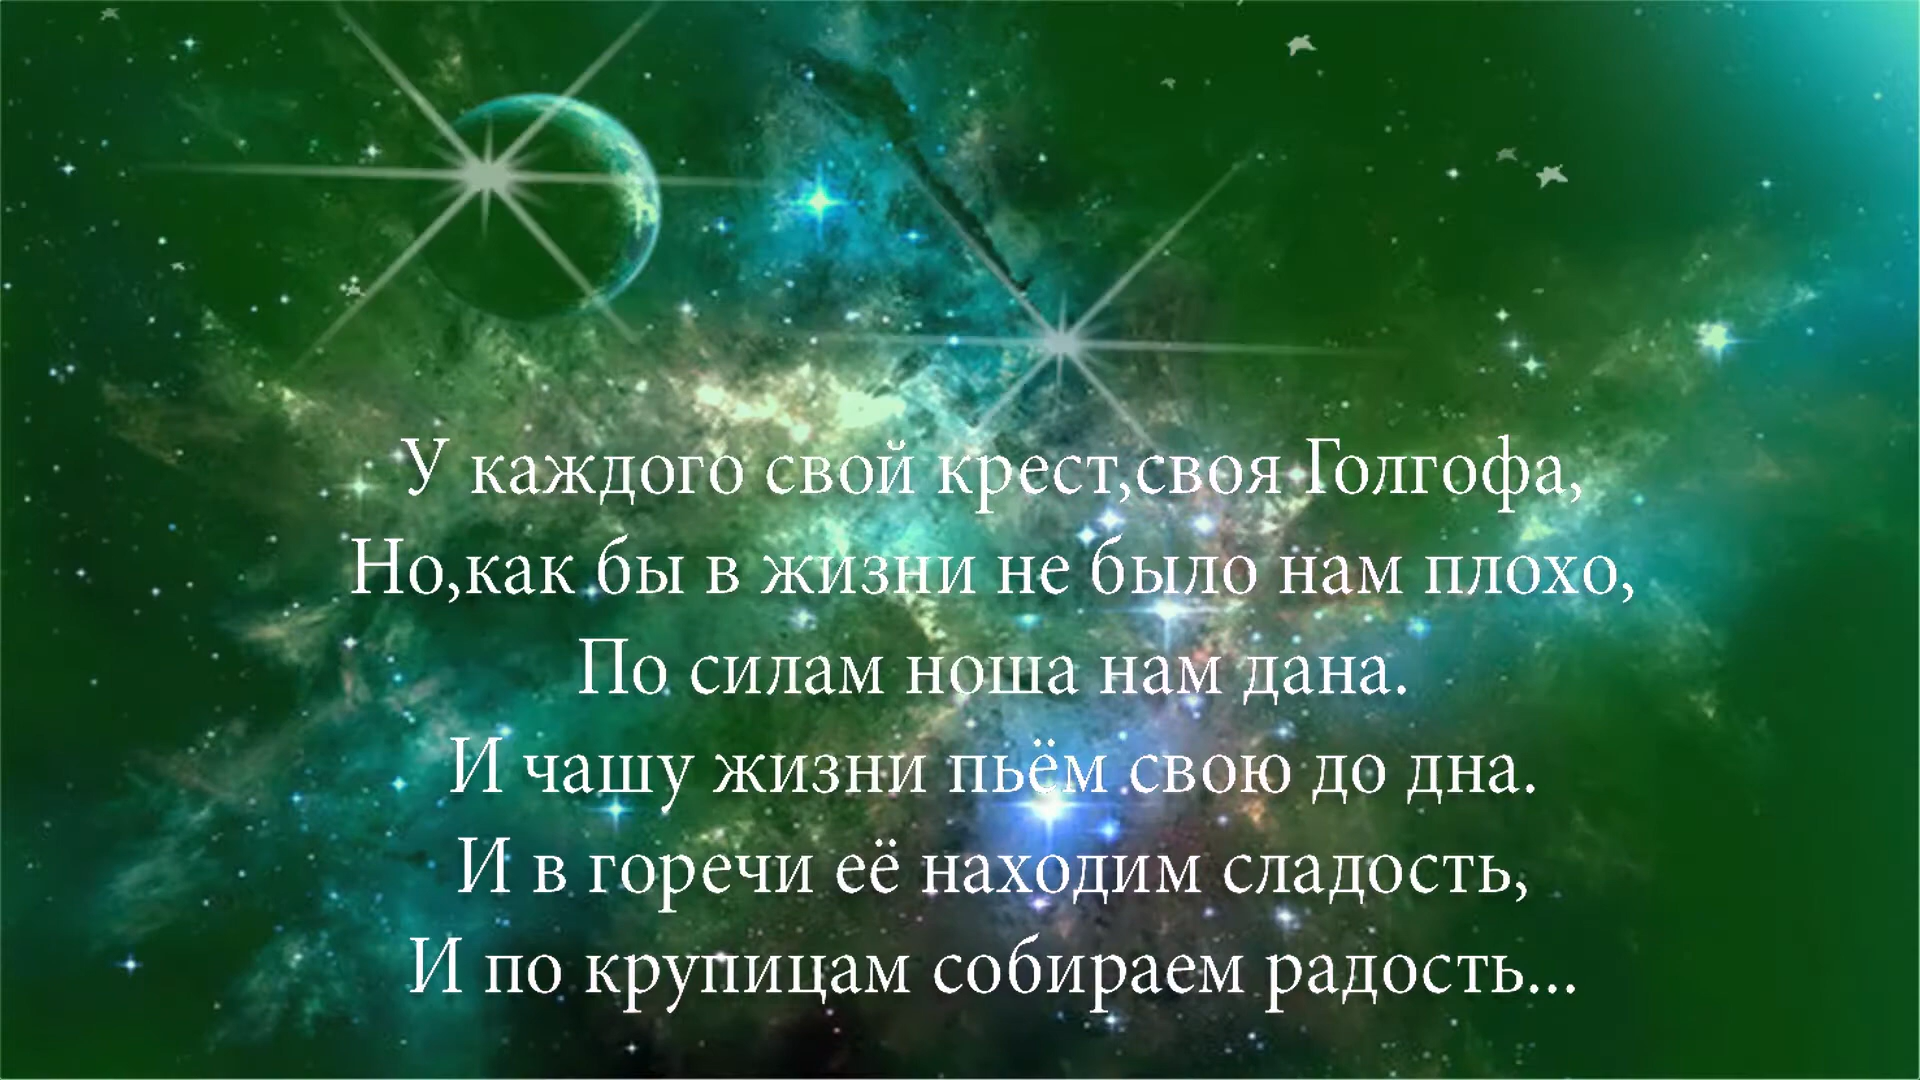 У каждого свой крест,своя Голгофа,
Но,как бы в жизни не было нам плохо,
По силам ноша нам дана.
И чашу жизни пьём свою до дна.
И в горечи её находим сладость,
И по крупицам собираем радость...